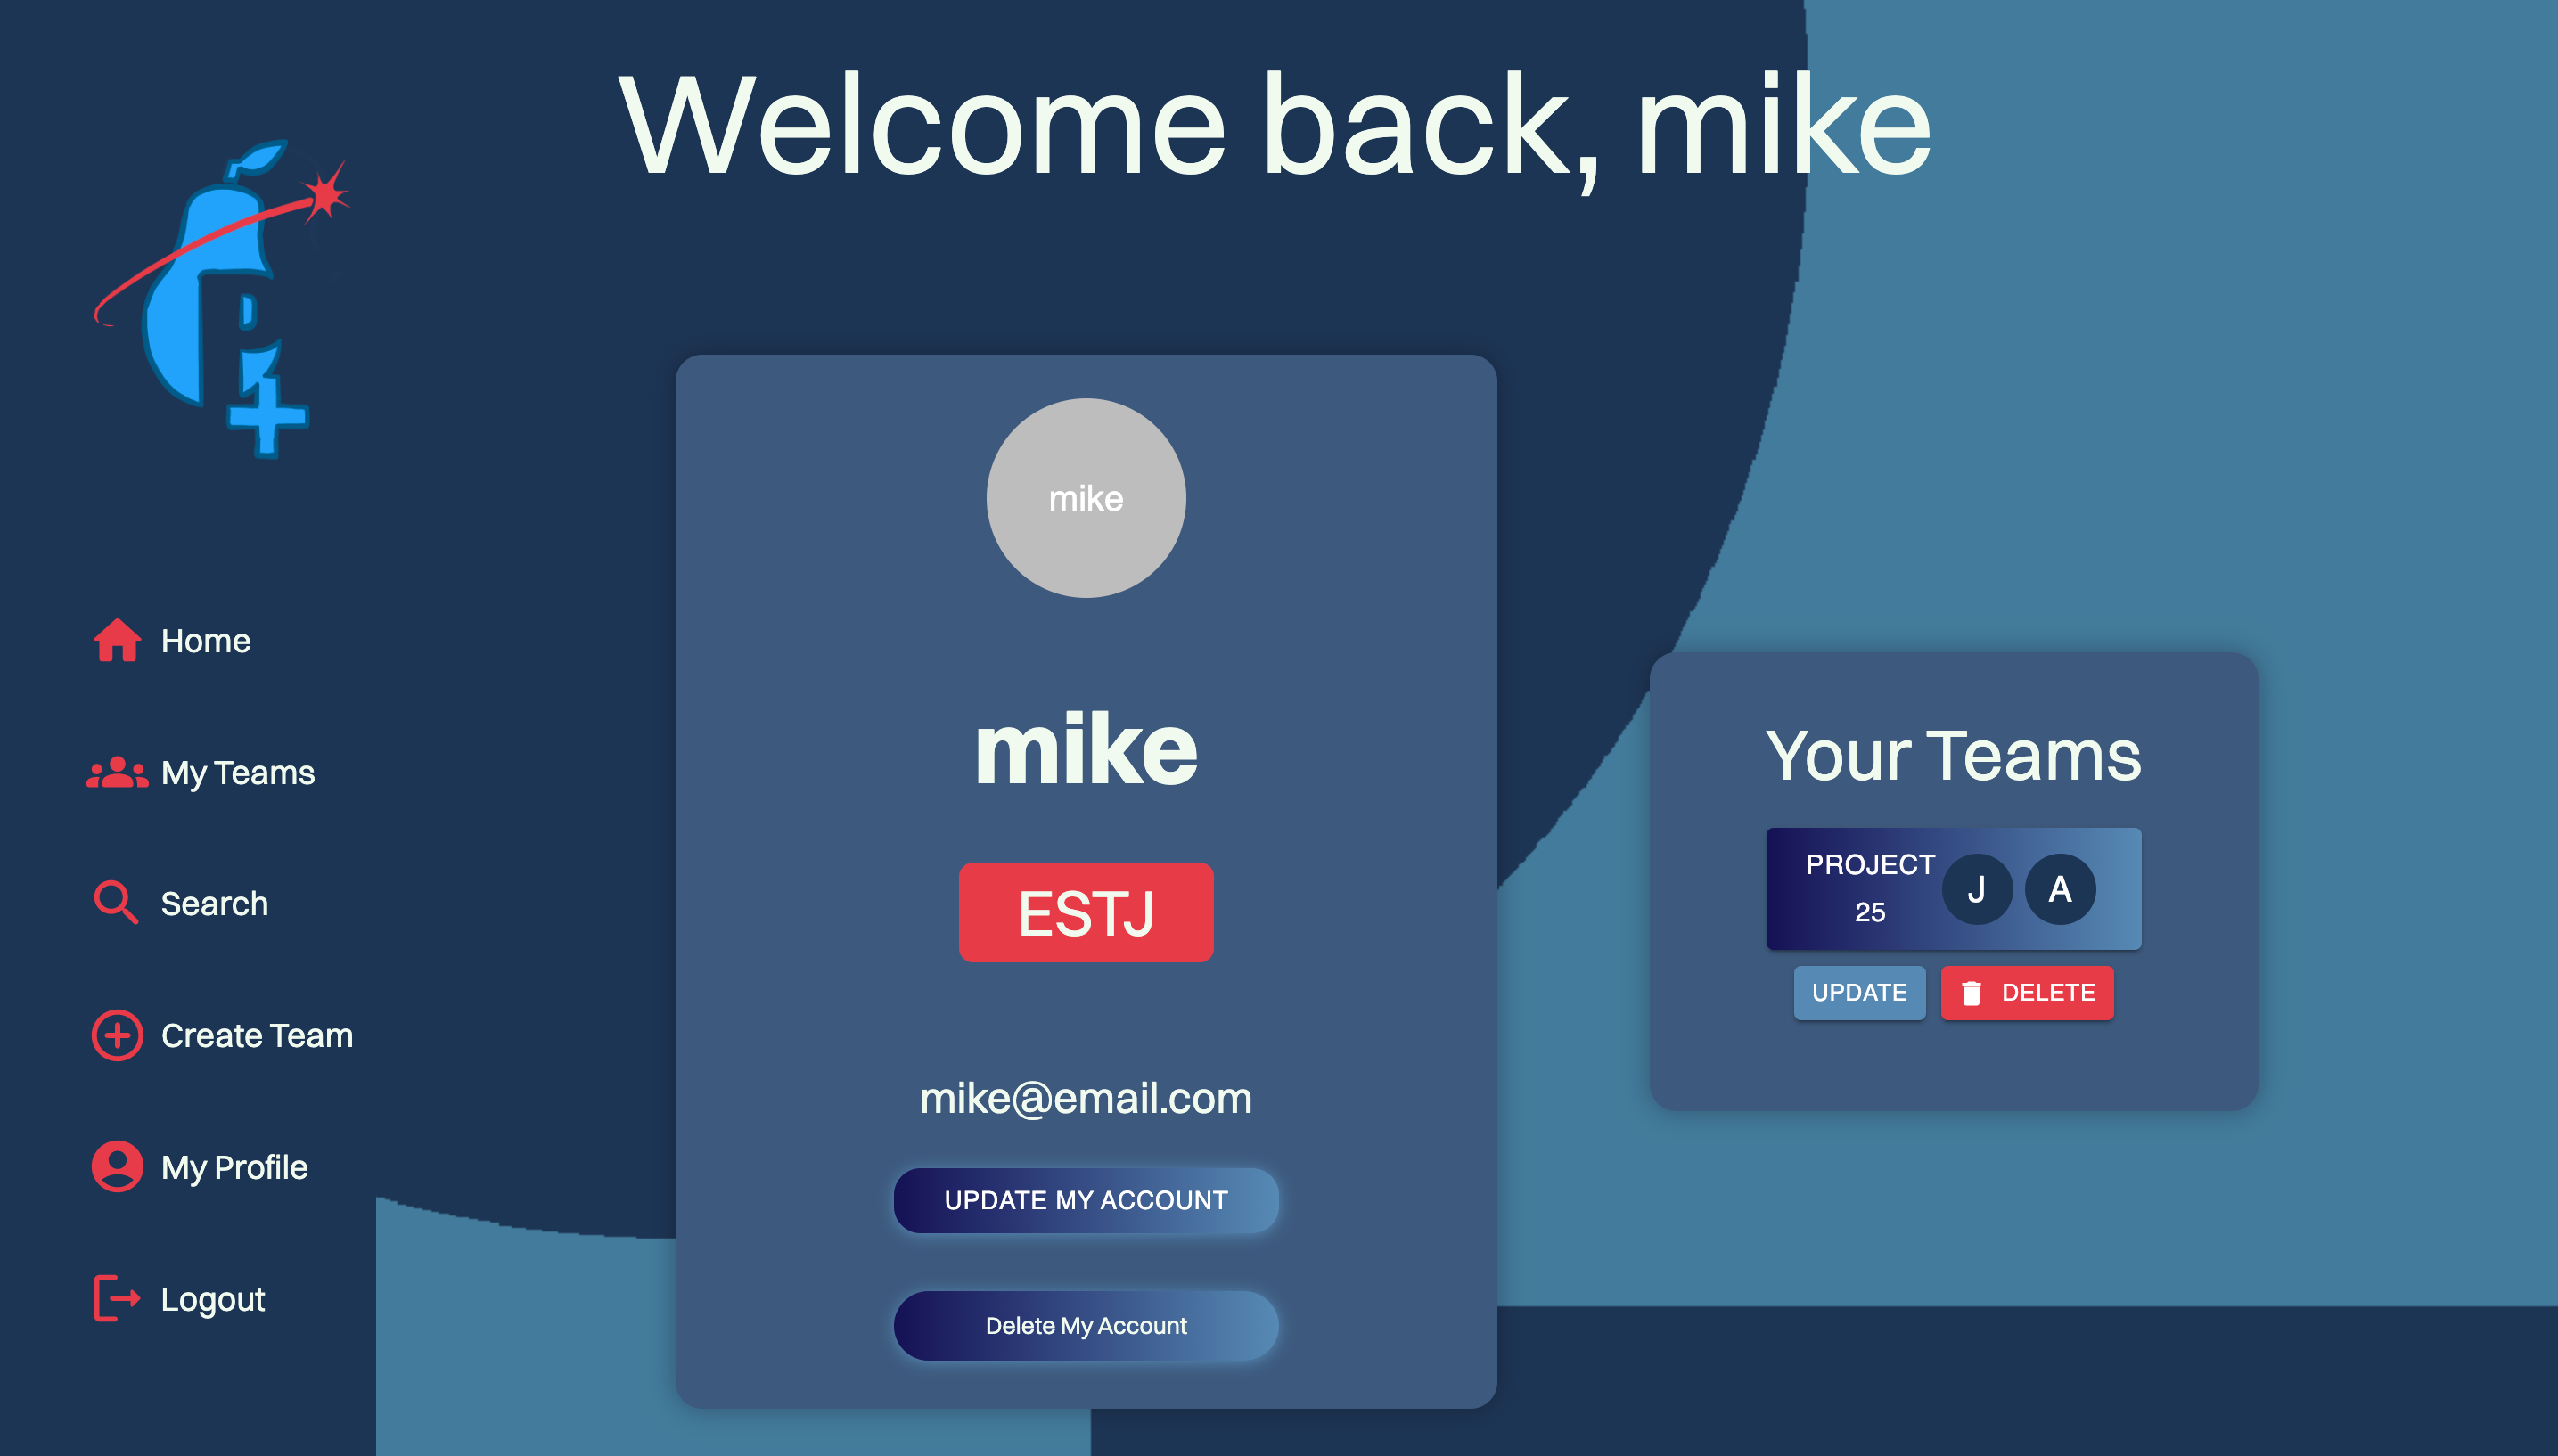 Welcome back, mike
Home
My Teams
Search
Create Team
My Profile
Logout
mike
mike
ESTJ
mike@email.com
UPDATE MY ACCOUNT
Delete My Account
Your Teams
PROJECT
25
J
A
UPDATE
DELETE